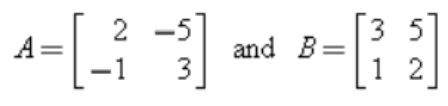 A = [ 2 -5 ; -1 3 ] and B = [ 3 5 ; 1 2 ]